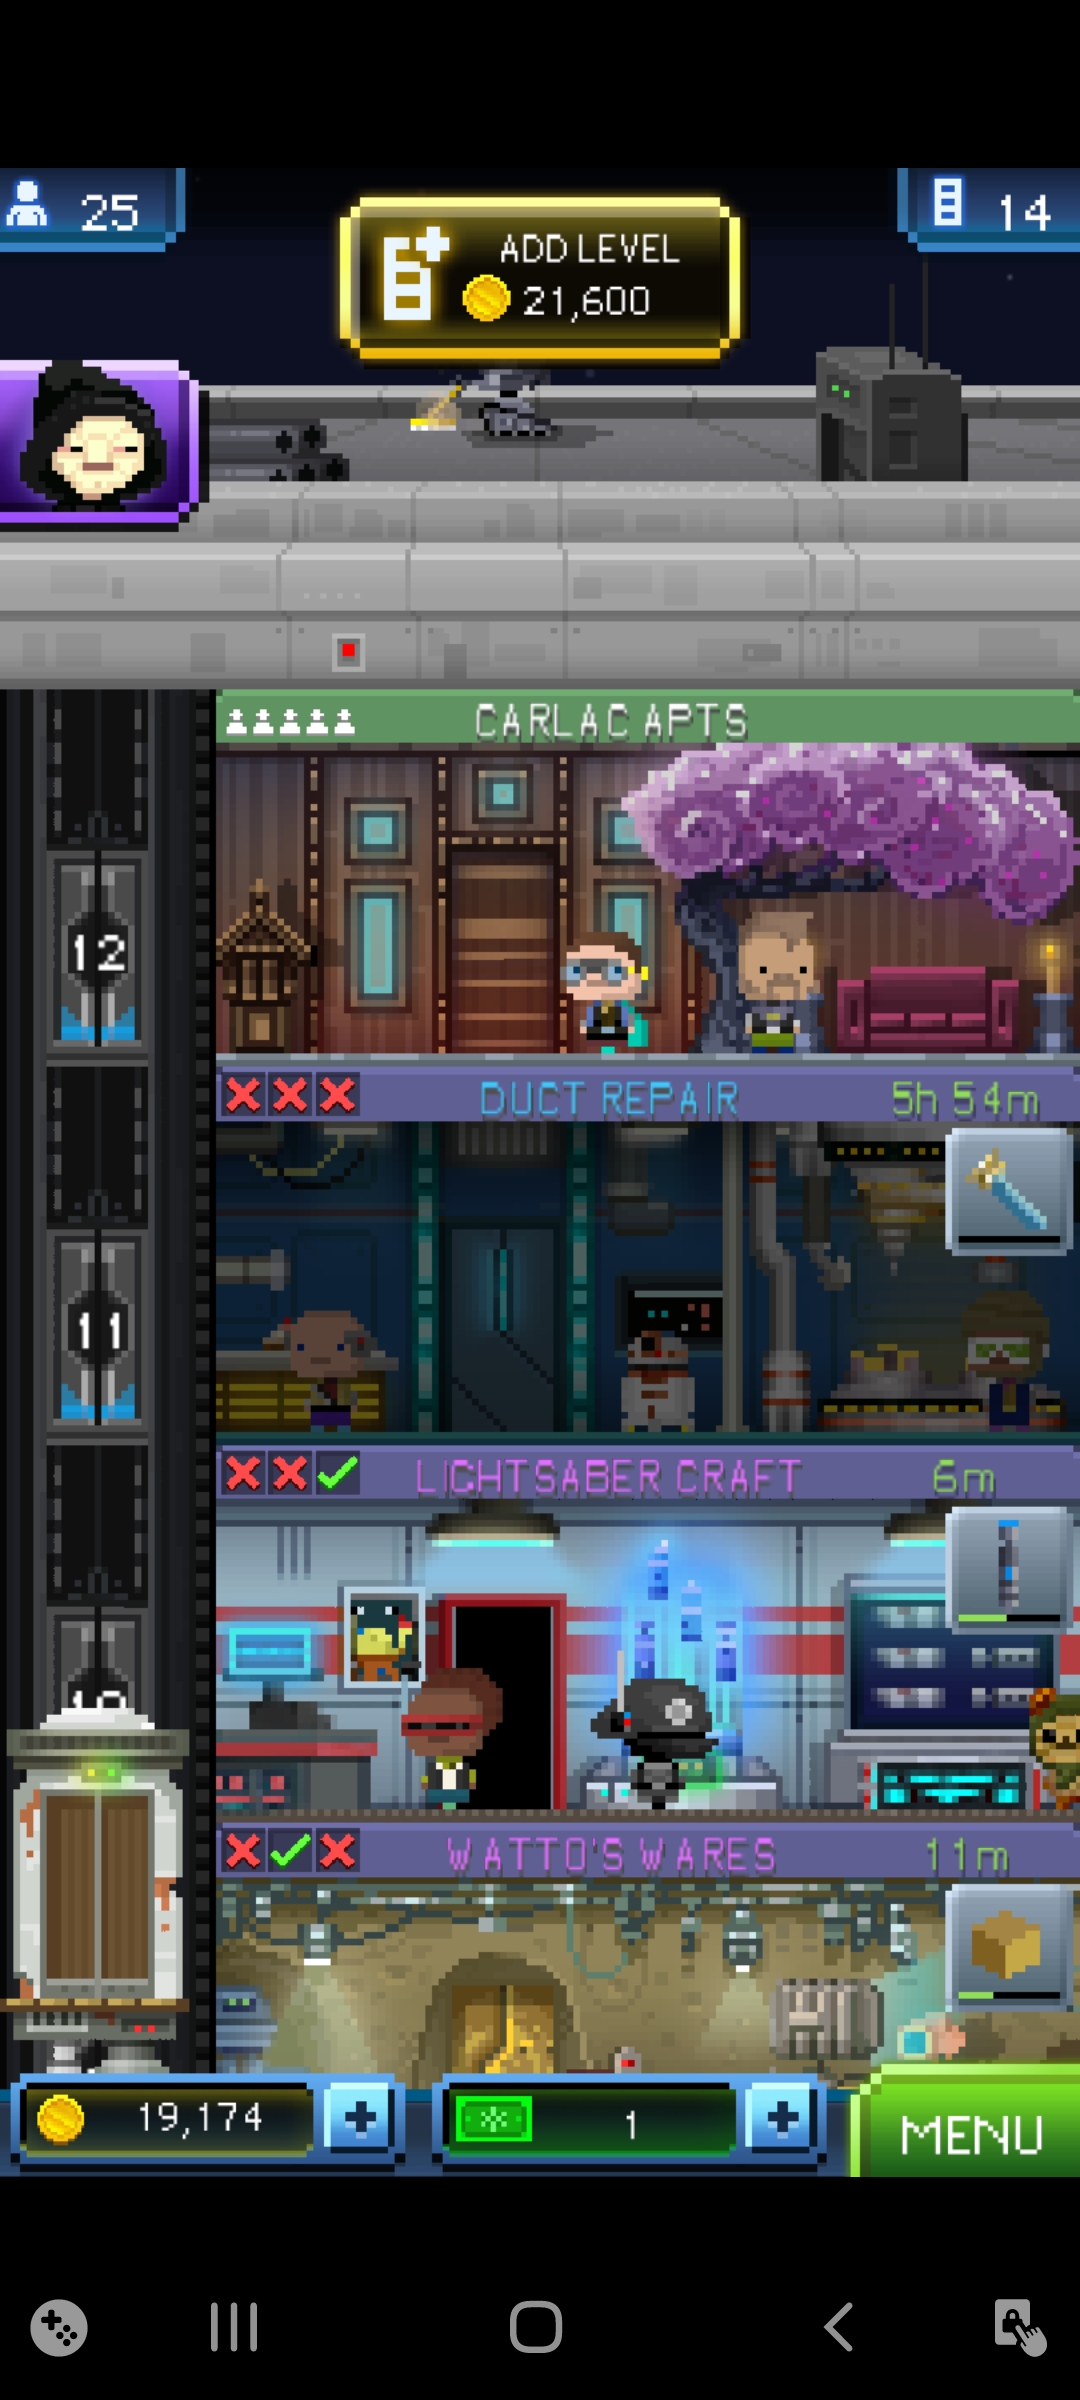 25
ADD LEVEL
21,600
14
CARLAC APTS
12
DUCT REPAIR
5h 54m
11
LIGHTSABER CRAFT
6m
10
WATTO'S WARES
11m
19,174
1
MENU